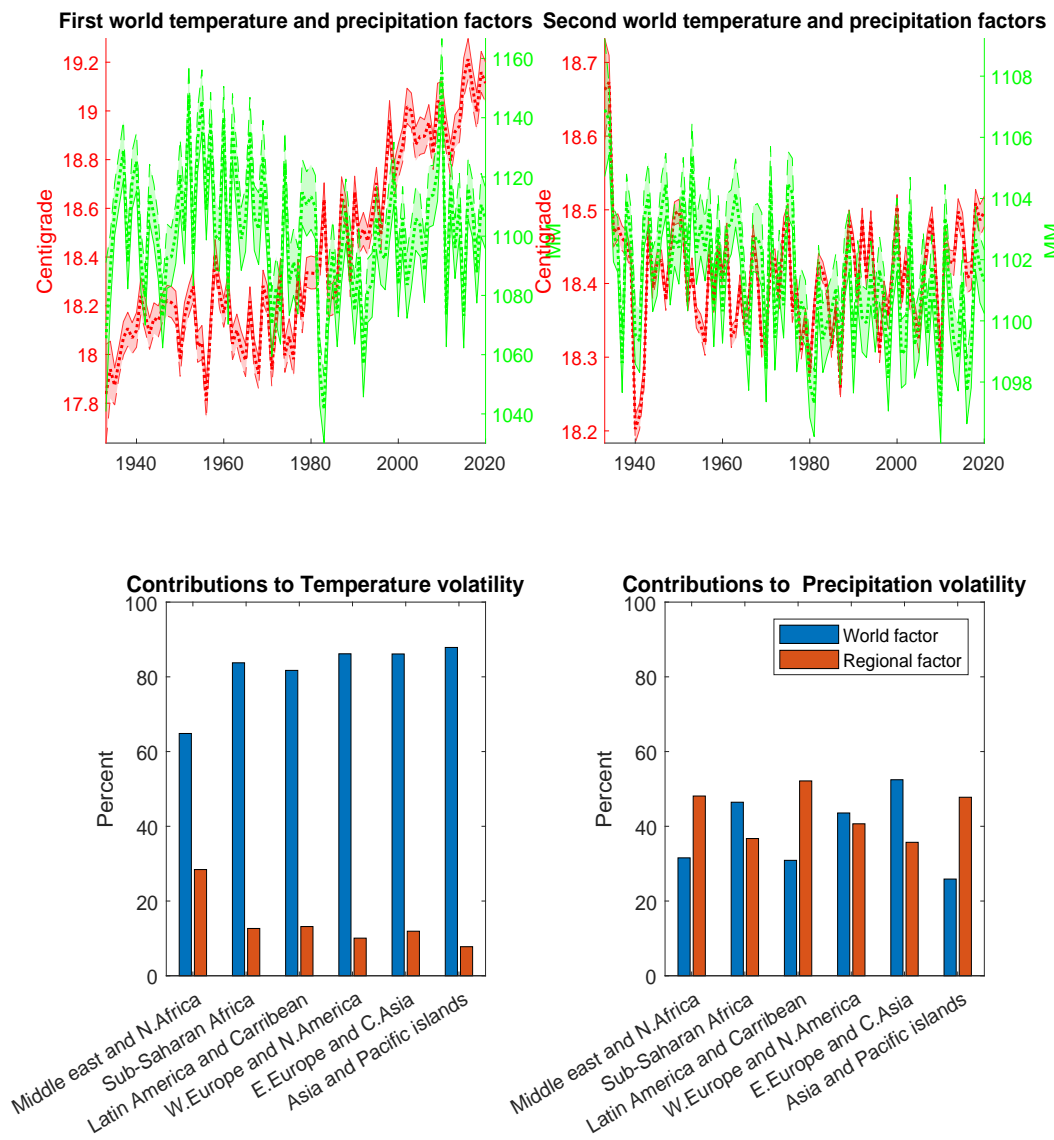 First world temperature and precipitation factors
Second world temperature and precipitation factors
19.2
19
18.8
18.6
18.4
18.2
18
17.8
Centigrade
1160
1140
1120
1100
1080
1060
1040
MM
1940
1960
1980
2000
2020
18.7
18.6
18.5
18.4
18.3
18.2
Centigrade
1108
1106
1104
1102
1100
1098
MM
1940
1960
1980
2000
2020
Contributions to Temperature volatility
100
80
60
40
20
0
Percent
Middle east and N.Africa
Sub-Saharan Africa
Latin America and Carribean
W.Europe and N.America
E.Europe and C.Asia
Asia and Pacific islands
Contributions to  Precipitation volatility
World factor
Regional factor
100
80
60
40
20
0
Percent
Middle east and N.Africa
Sub-Saharan Africa
Latin America and Carribean
W.Europe and N.America
E.Europe and C.Asia
Asia and Pacific islands